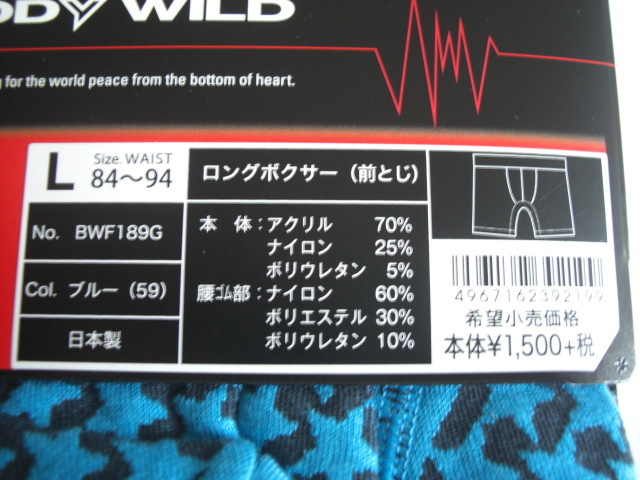 WILD
for the world peace from the bottom of heart.
L Size. WAIST 84〜94
ロングボクサー（前とじ）
No. BWF189G
Col. ブルー（59）
日本製
本 体：アクリル 70%
ナイロン 25%
ポリウレタン 5%
腰ゴム部：ナイロン 60%
ポリエステル 30%
ポリウレタン 10%
4967162392199
希望小売価格
本体¥1,500+税